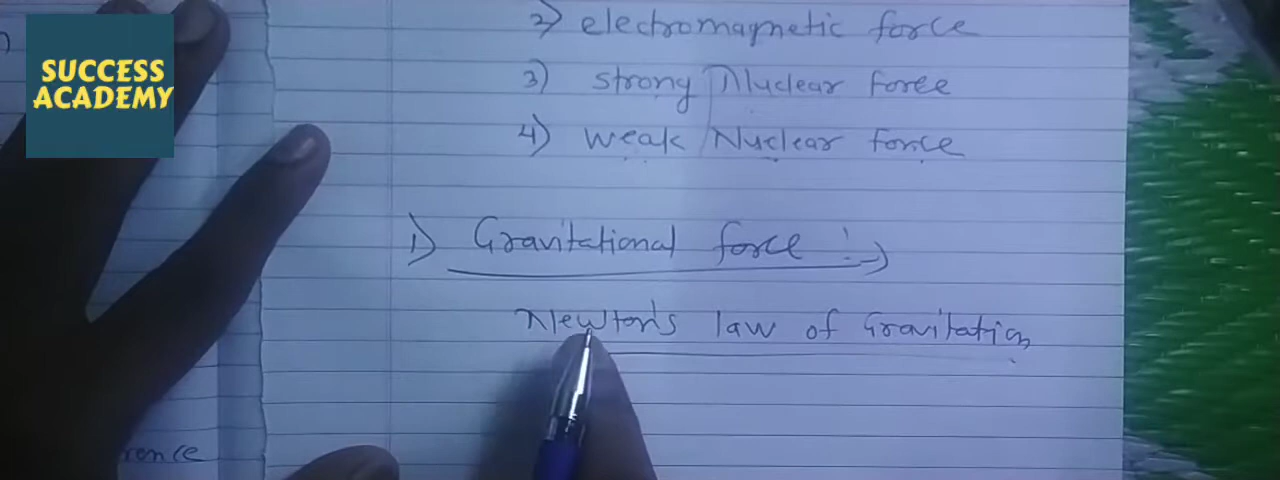 SUCCESS
ACADEMY
2) electromagnetic force
3) strong Nuclear force
4) weak Nuclear force
1) Gravitational force :->
Newton's law of Gravitation
rence